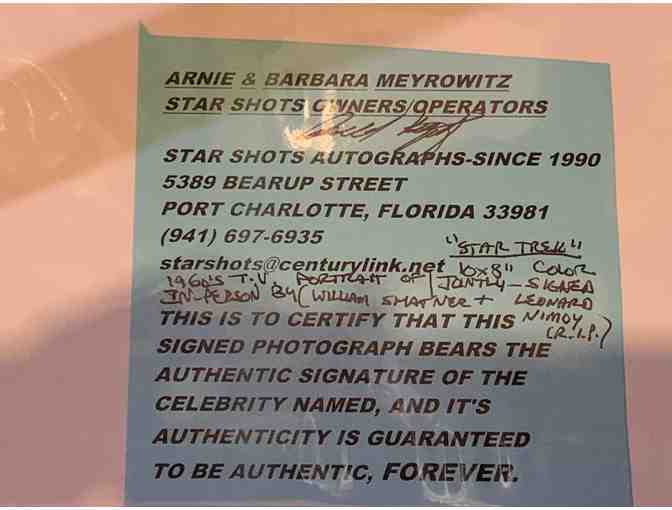 ARNIE & BARBARA MEYROWITZ
STAR SHOTS OWNERS/OPERATORS
STAR SHOTS AUTOGRAPHS-SINCE 1990
5389 BEARUP STREET
PORT CHARLOTTE, FLORIDA 33981
(941) 697-6935
"STAR TREK"
starshots@centurylink.net 10x8" COLOR
1960'S T.V. PORTRAIT OF / JOINTLY - SIGNED
IN-PERSON BY (WILLIAM SHATNER + LEONARD
NIMOY
(R.I.P.)
THIS IS TO CERTIFY THAT THIS
SIGNED PHOTOGRAPH BEARS THE
AUTHENTIC SIGNATURE OF THE
CELEBRITY NAMED, AND IT'S
AUTHENTICITY IS GUARANTEED
TO BE AUTHENTIC, FOREVER.